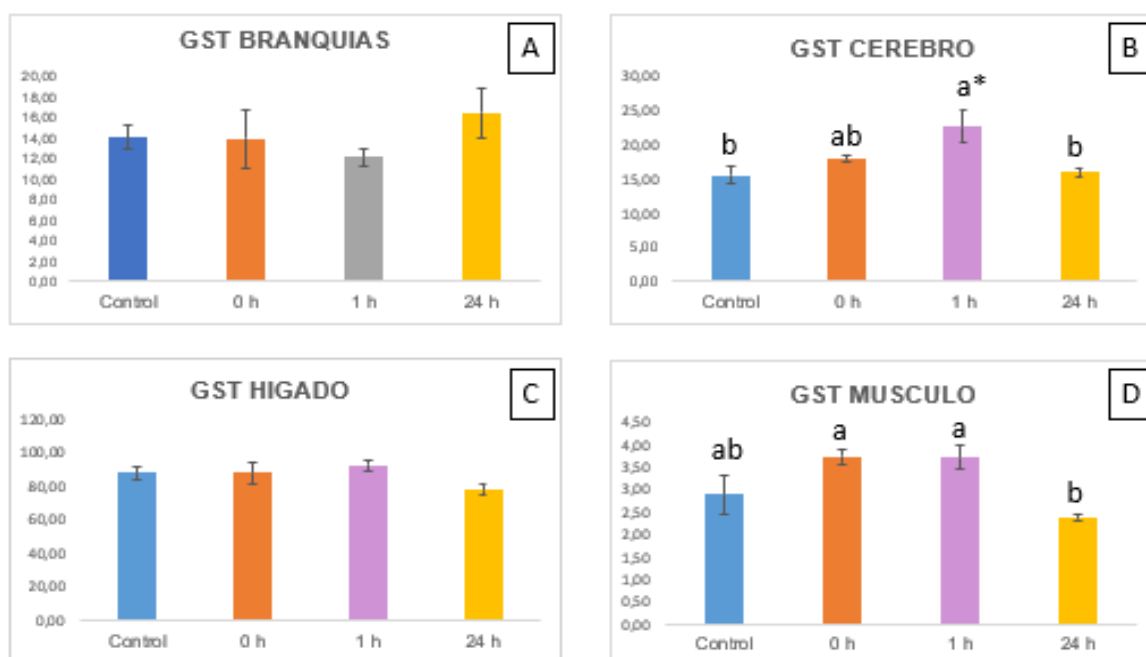 GST BRANQUIAS
A
20,00
18,00
16,00
14,00
12,00
10,00
8,00
6,00
4,00
2,00
0,00
Control 0 h 1 h 24 h
GST CEREBRO
B
30,00
25,00
20,00
15,00
10,00
5,00
0,00
b ab a* b
Control 0 h 1 h 24 h
GST HIGADO
C
120,00
100,00
80,00
60,00
40,00
20,00
0,00
Control 0 h 1 h 24 h
GST MUSCULO
D
4,50
4,00
3,50
3,00
2,50
2,00
1,50
1,00
0,50
0,00
ab a a b
Control 0 h 1 h 24 h